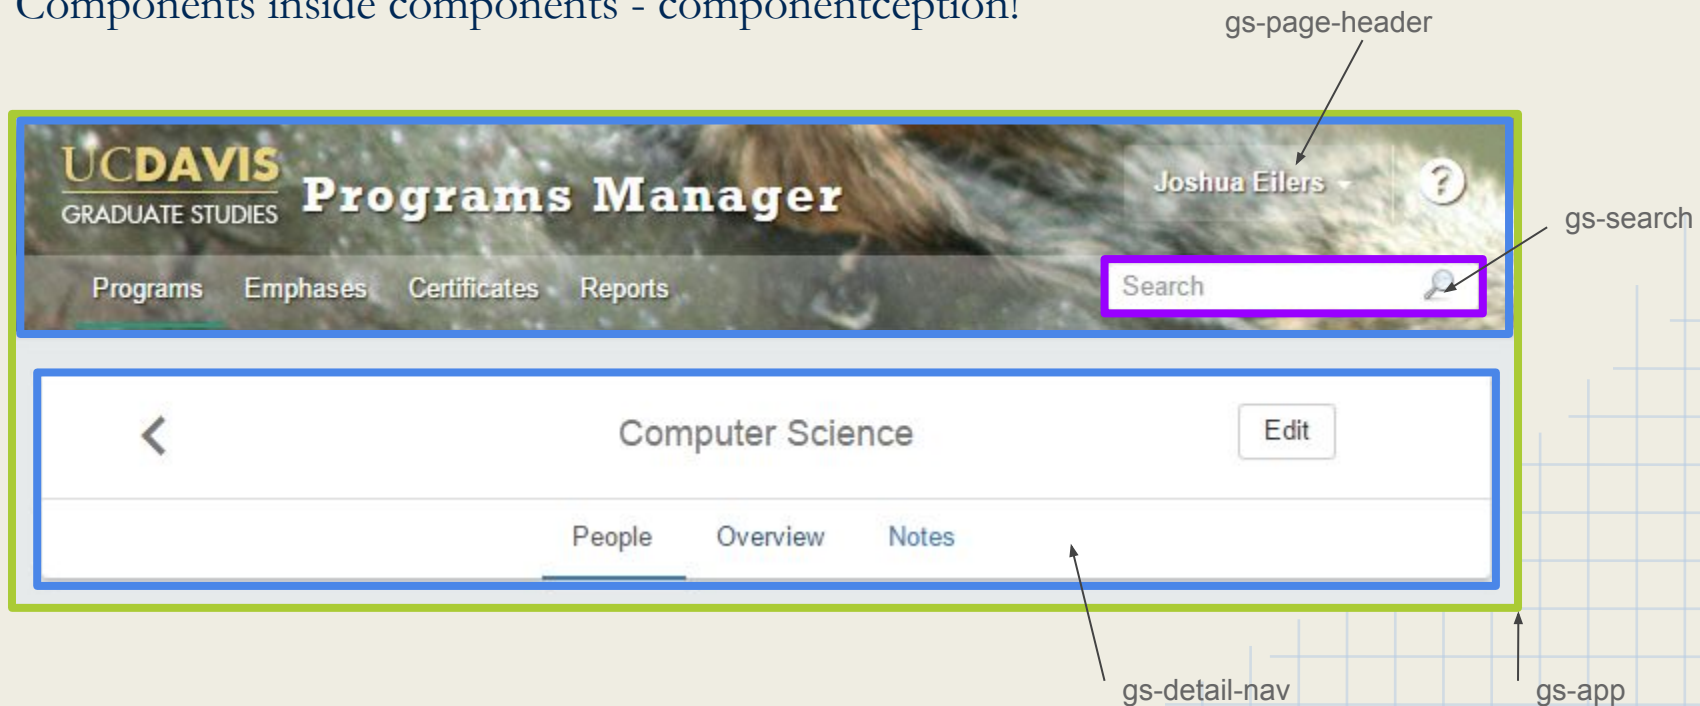 Components inside components - componentception!
gs-page-header
UCDAVIS
GRADUATE STUDIES
Programs Manager
Joshua Eilers
?
gs-search
Programs Emphases Certificates Reports
Search
Computer Science
Edit
People Overview Notes
gs-detail-nav
gs-app